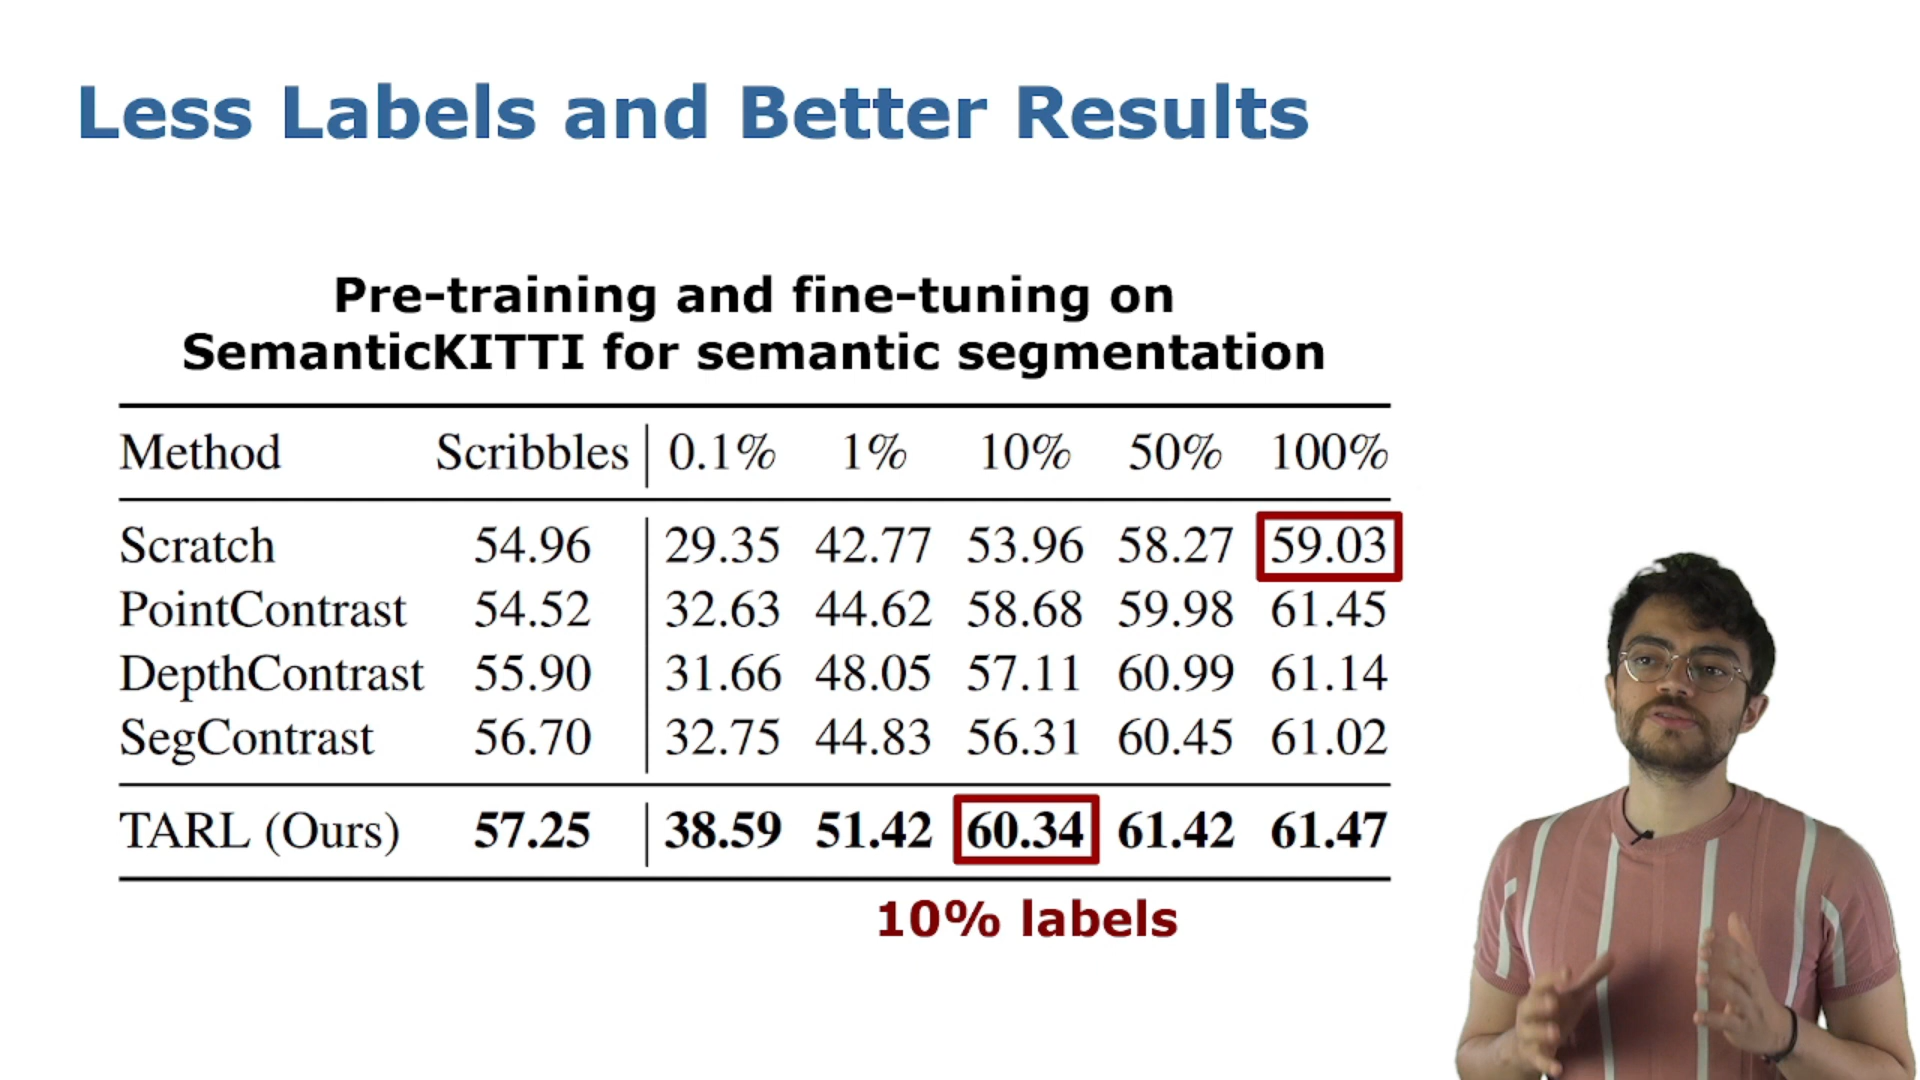 Less Labels and Better Results
Pre-training and fine-tuning on
SemanticKITTI for semantic segmentation
Method Scribbles 0.1% 1% 10% 50% 100%
Scratch 54.96 29.35 42.77 53.96 58.27 59.03
PointContrast 54.52 32.63 44.62 58.68 59.98 61.45
DepthContrast 55.90 31.66 48.05 57.11 60.99 61.14
SegContrast 56.70 32.75 44.83 56.31 60.45 61.02
TARL (Ours) 57.25 38.59 51.42 60.34 61.42 61.47
10% labels